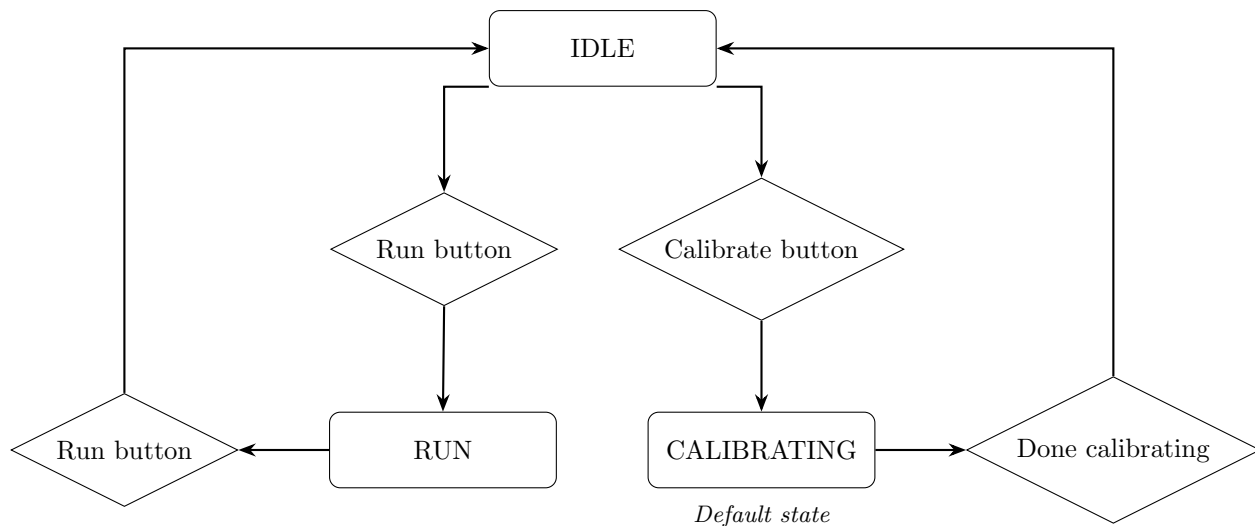 IDLE
Run button
Calibrate button
Run button
RUN
CALIBRATING
Done calibrating
Default state